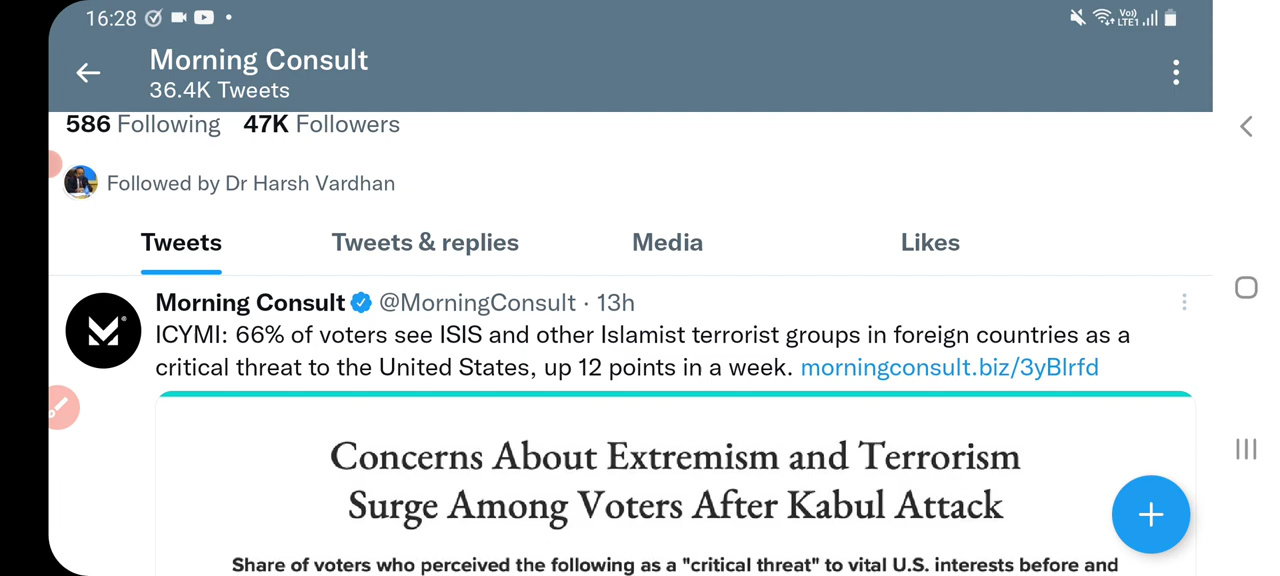 16:28
Vo))
LTE1
Morning Consult
36.4K Tweets
586 Following 47K Followers
Followed by Dr Harsh Vardhan
Tweets Tweets & replies Media Likes
Morning Consult @MorningConsult · 13h
ICYMI: 66% of voters see ISIS and other Islamist terrorist groups in foreign countries as a
critical threat to the United States, up 12 points in a week. morningconsult.biz/3yBlrfd
Concerns About Extremism and Terrorism
Surge Among Voters After Kabul Attack
Share of voters who perceived the following as a "critical threat" to vital U.S. interests before and